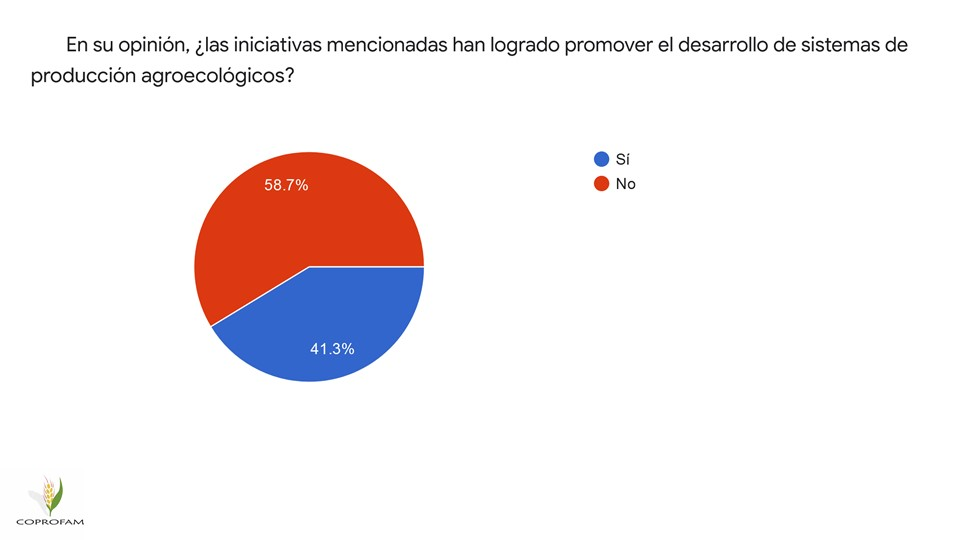 En su opinión, ¿las iniciativas mencionadas han logrado promover el desarrollo de sistemas de
producción agroecológicos?
Sí
No
58.7%
41.3%
COPROFAM